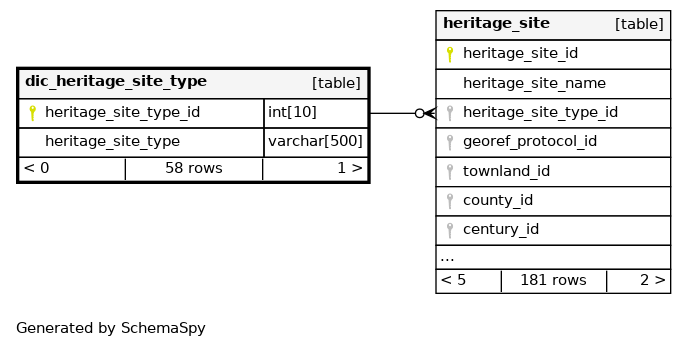 dic_heritage_site_type [table]
heritage_site_type_id int[10]
heritage_site_type varchar[500]
< 0 58 rows 1 >
heritage_site [table]
heritage_site_id
heritage_site_name
heritage_site_type_id
georef_protocol_id
townland_id
county_id
century_id
...
< 5 181 rows 2 >
Generated by SchemaSpy